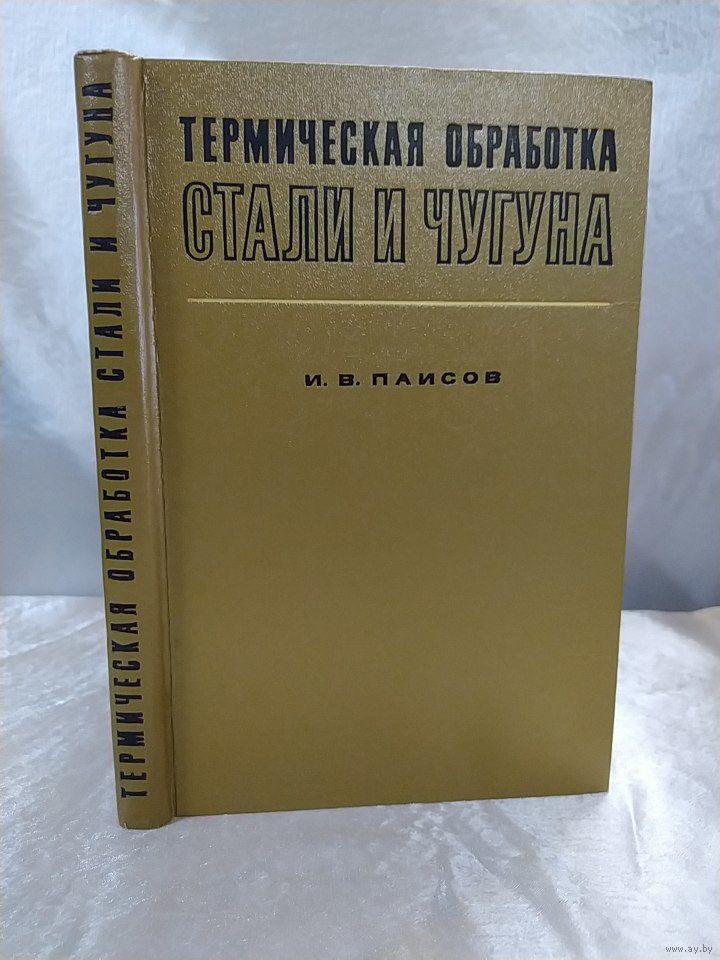 ТЕРМИЧЕСКАЯ ОБРАБОТКА СТАЛИ И ЧУГУНА
ТЕРМИЧЕСКАЯ ОБРАБОТКА
СТАЛИ И ЧУГУНА
И. В. ПАИСОВ
www.ay.by